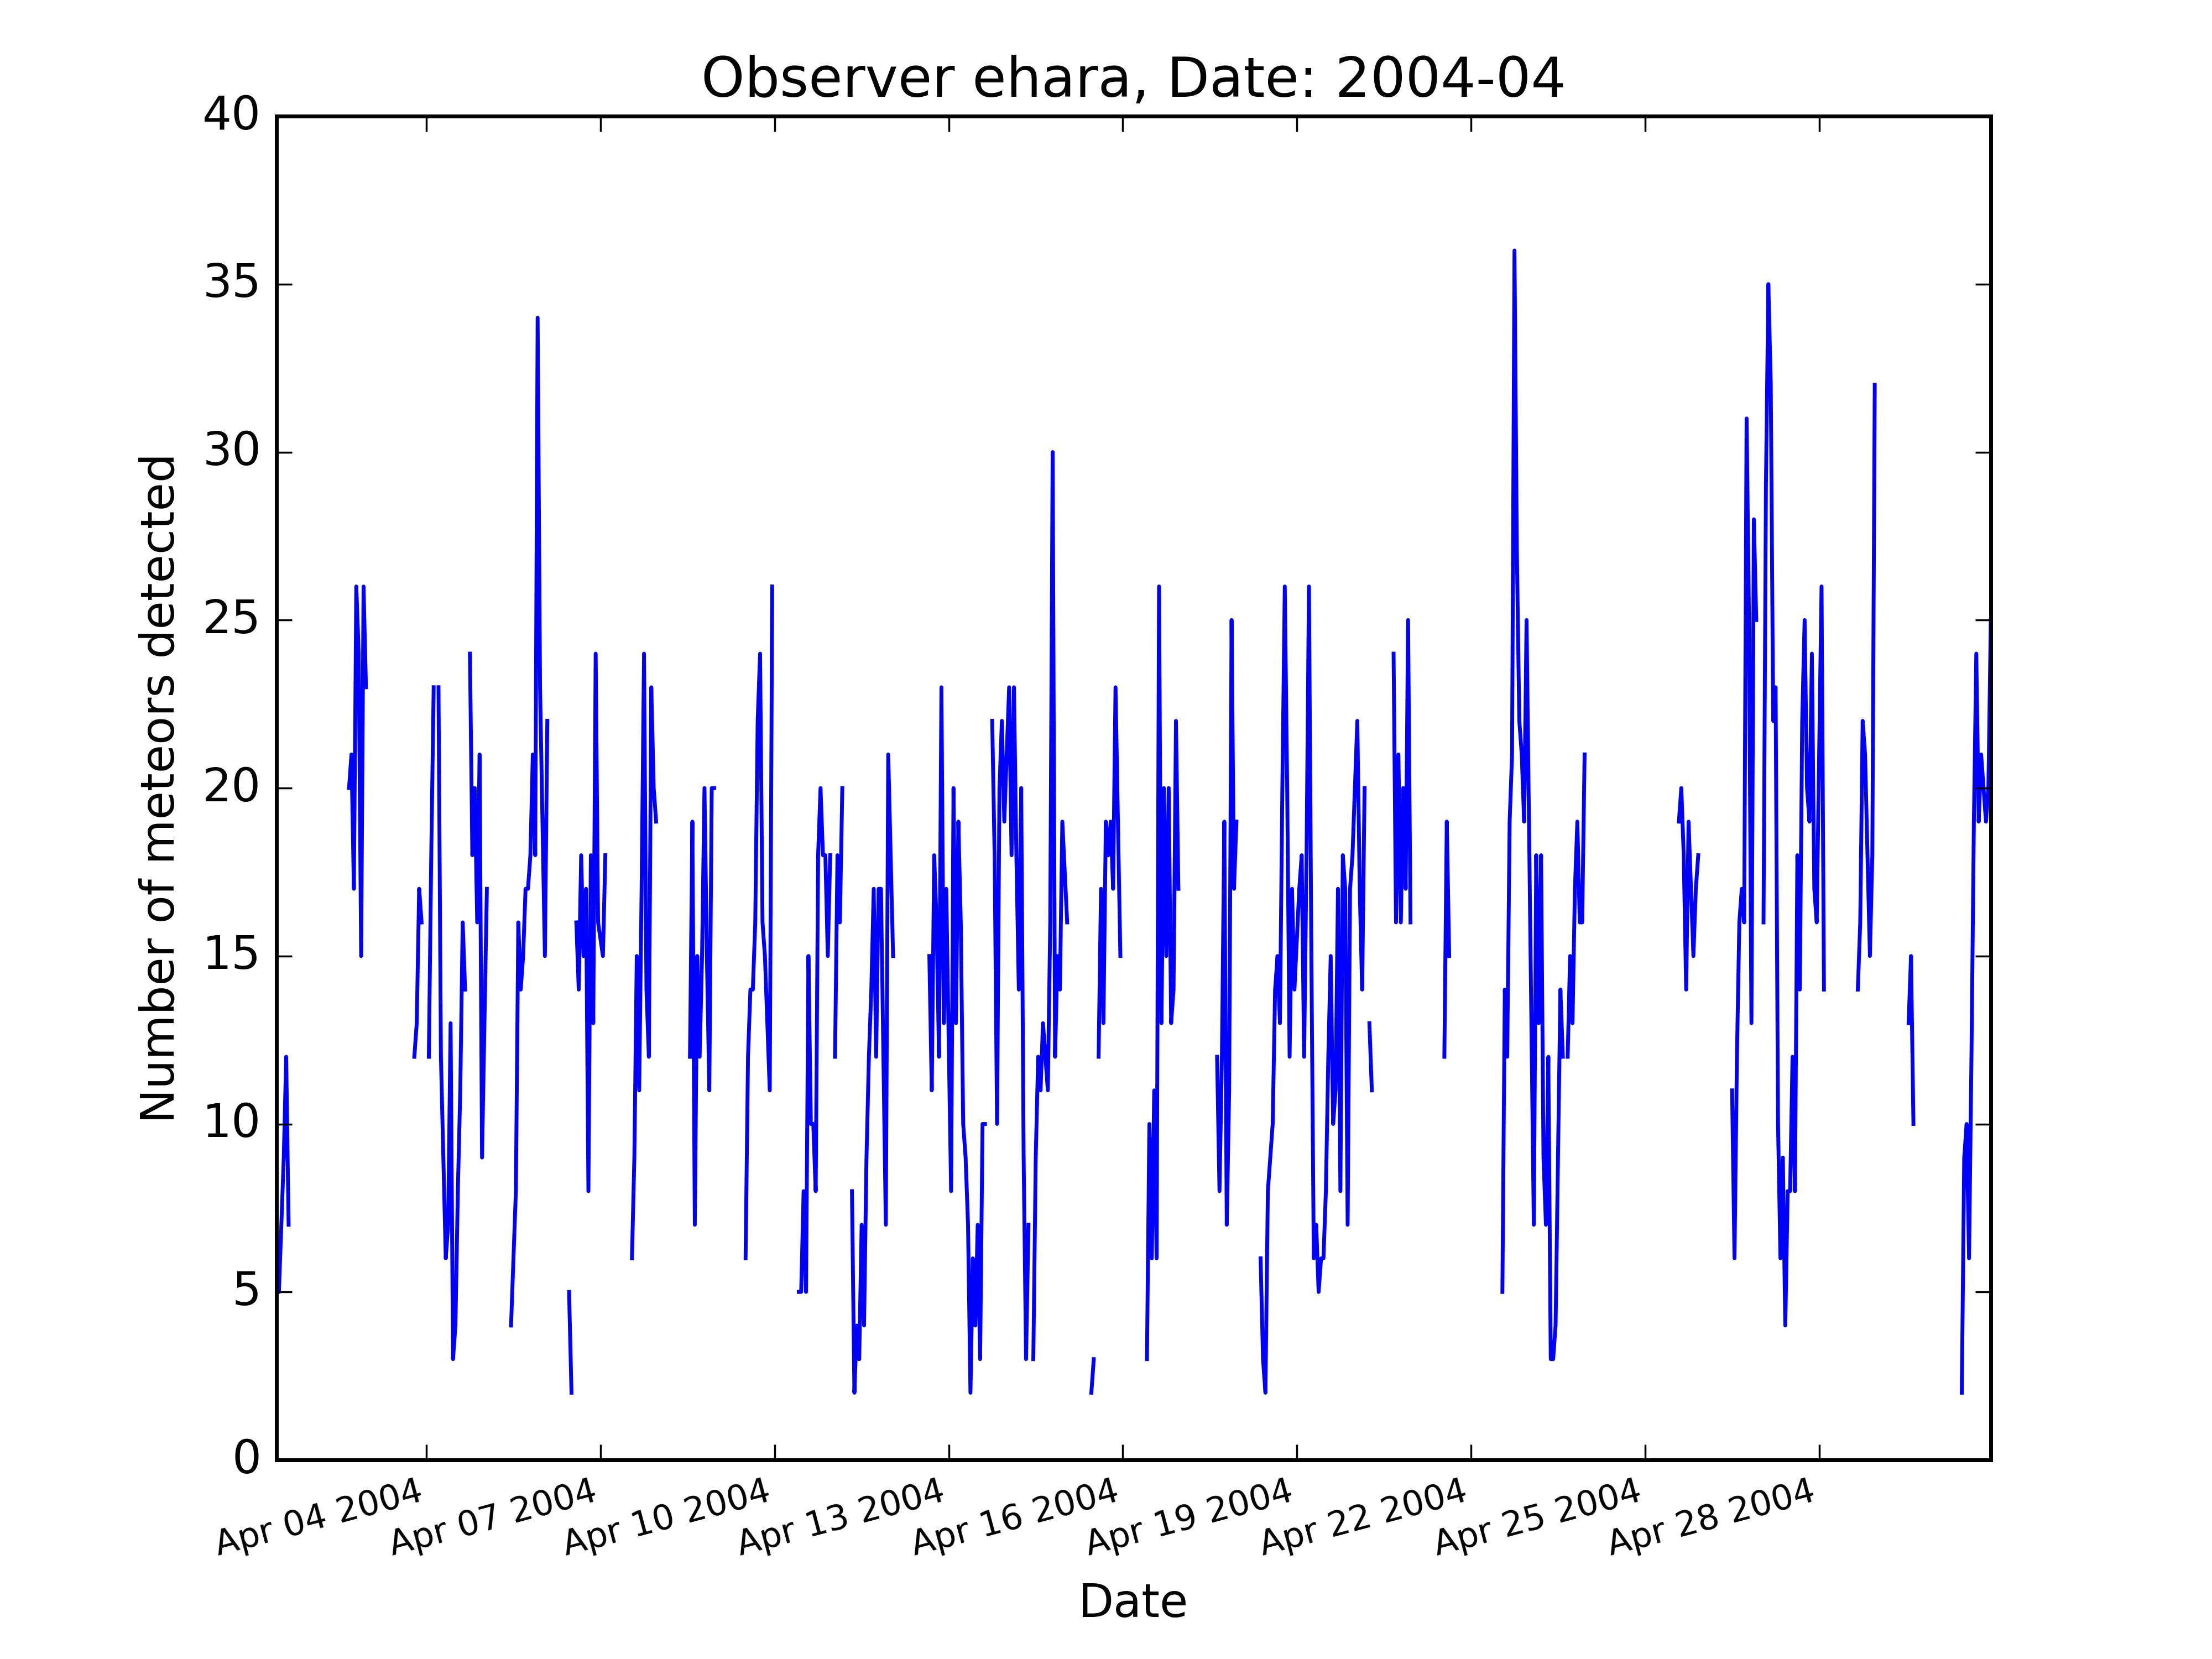 Observer ehara, Date: 2004-04
Number of meteors detected
40
35
30
25
20
15
10
5
0
Apr 04 2004
Apr 07 2004
Apr 10 2004
Apr 13 2004
Apr 16 2004
Apr 19 2004
Apr 22 2004
Apr 25 2004
Apr 28 2004
Date